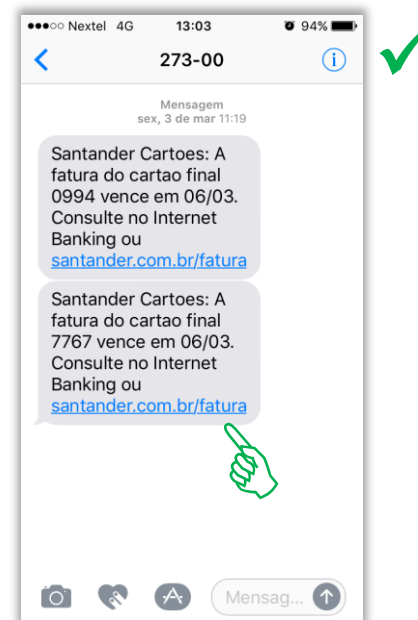 Nextel 4G 13:03 94%
273-00
Mensagem
sex, 3 de mar 11:19
Santander Cartoes: A
fatura do cartao final
0994 vence em 06/03.
Consulte no Internet
Banking ou
santander.com.br/fatura
Santander Cartoes: A
fatura do cartao final
7767 vence em 06/03.
Consulte no Internet
Banking ou
santander.com.br/fatura
Mensag...